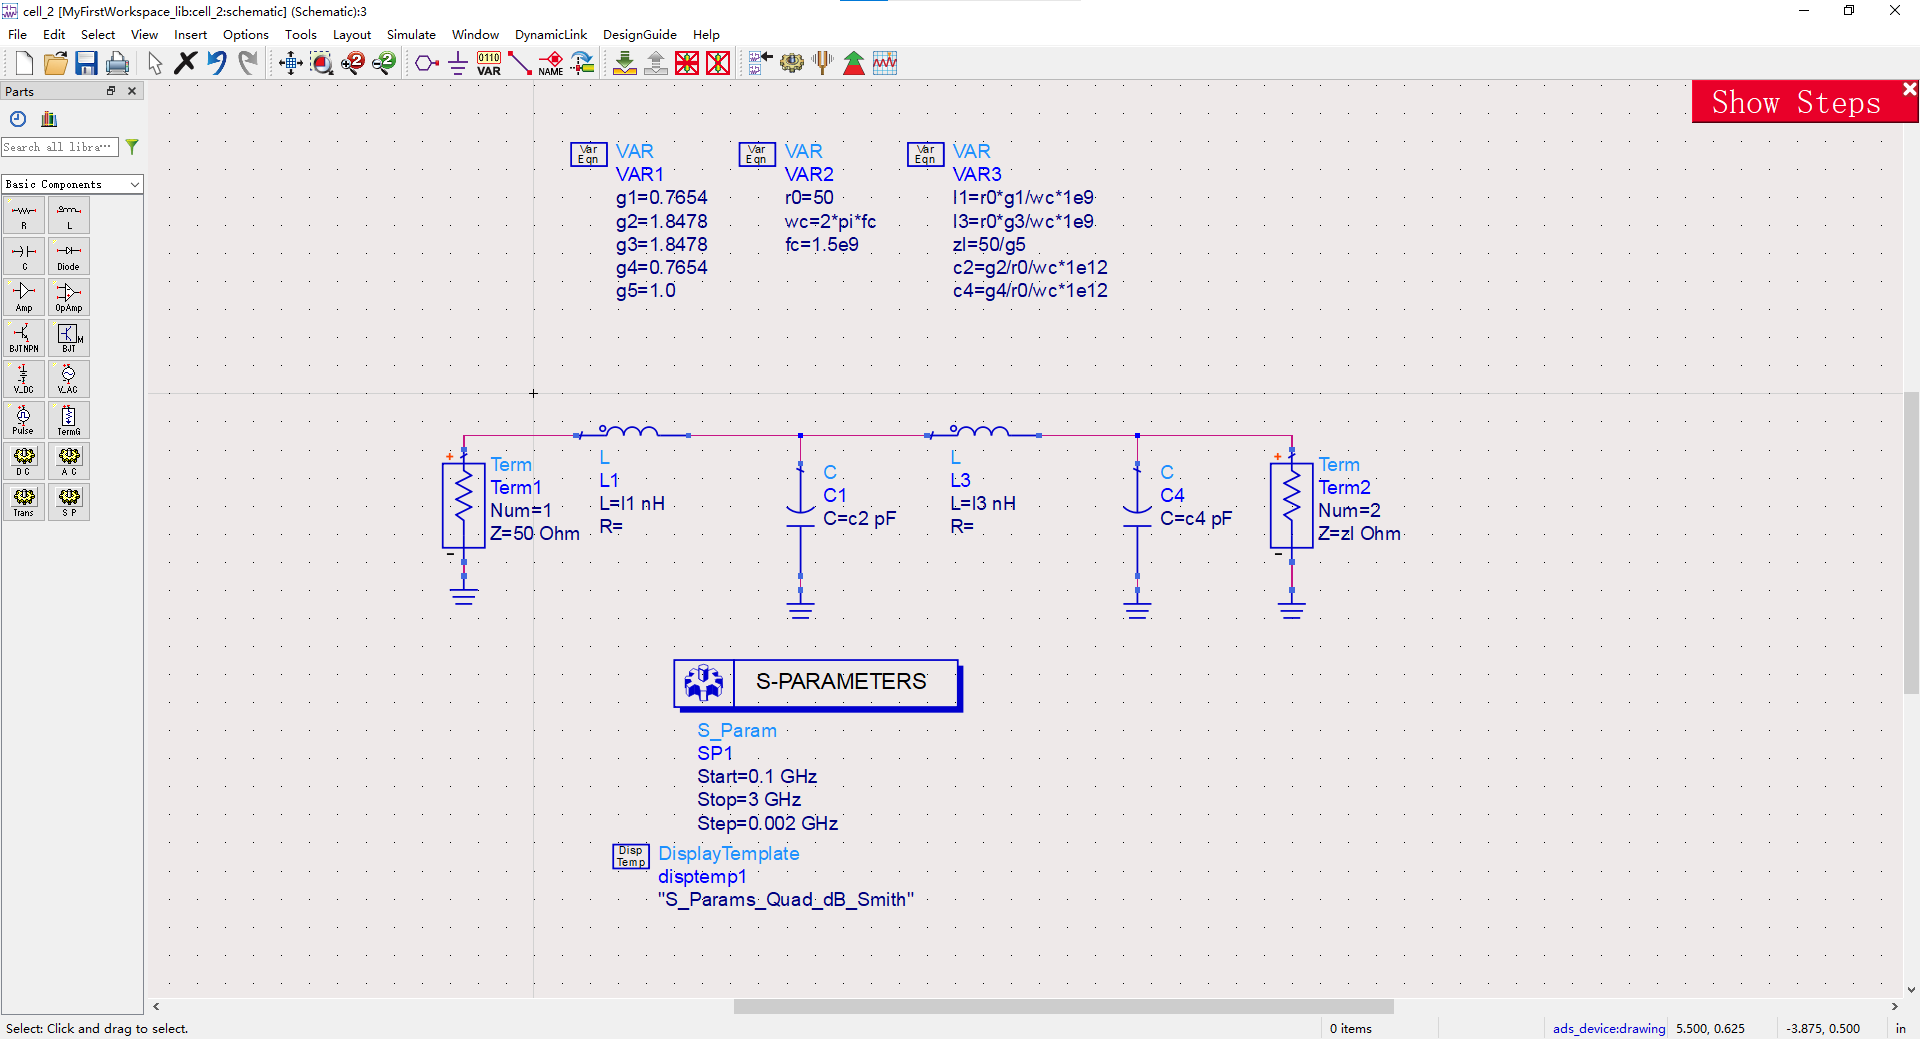 cell_2 [MyFirstWorkspace_lib:cell_2:schematic] (Schematic):3
File Edit Select View Insert Options Tools Layout Simulate Window DynamicLink DesignGuide Help
0110
VAR
NAME
Parts
Show Steps
Search all libra···
Basic Components
R L
C Diode
Amp OpAmp
BJTNPN BJT
M
V_DC V_AC
Pulse TermG
DC AC
Trans SP
Var
Eqn
VAR
VAR1
g1=0.7654
g2=1.8478
g3=1.8478
g4=0.7654
g5=1.0
Var
Eqn
VAR
VAR2
r0=50
wc=2*pi*fc
fc=1.5e9
Var
Eqn
VAR
VAR3
l1=r0*g1/wc*1e9
l3=r0*g3/wc*1e9
zl=50/g5
c2=g2/r0/wc*1e12
c4=g4/r0/wc*1e12
Term
Term1
Num=1
Z=50 Ohm
L
L1
L=l1 nH
R=
C
C1
C=c2 pF
L
L3
L=l3 nH
R=
C
C4
C=c4 pF
Term
Term2
Num=2
Z=zl Ohm
S-PARAMETERS
S_Param
SP1
Start=0.1 GHz
Stop=3 GHz
Step=0.002 GHz
Disp
Temp
DisplayTemplate
disptemp1
"S_Params_Quad_dB_Smith"
Select: Click and drag to select.
0 items
ads_device:drawing
5.500, 0.625
-3.875, 0.500
in